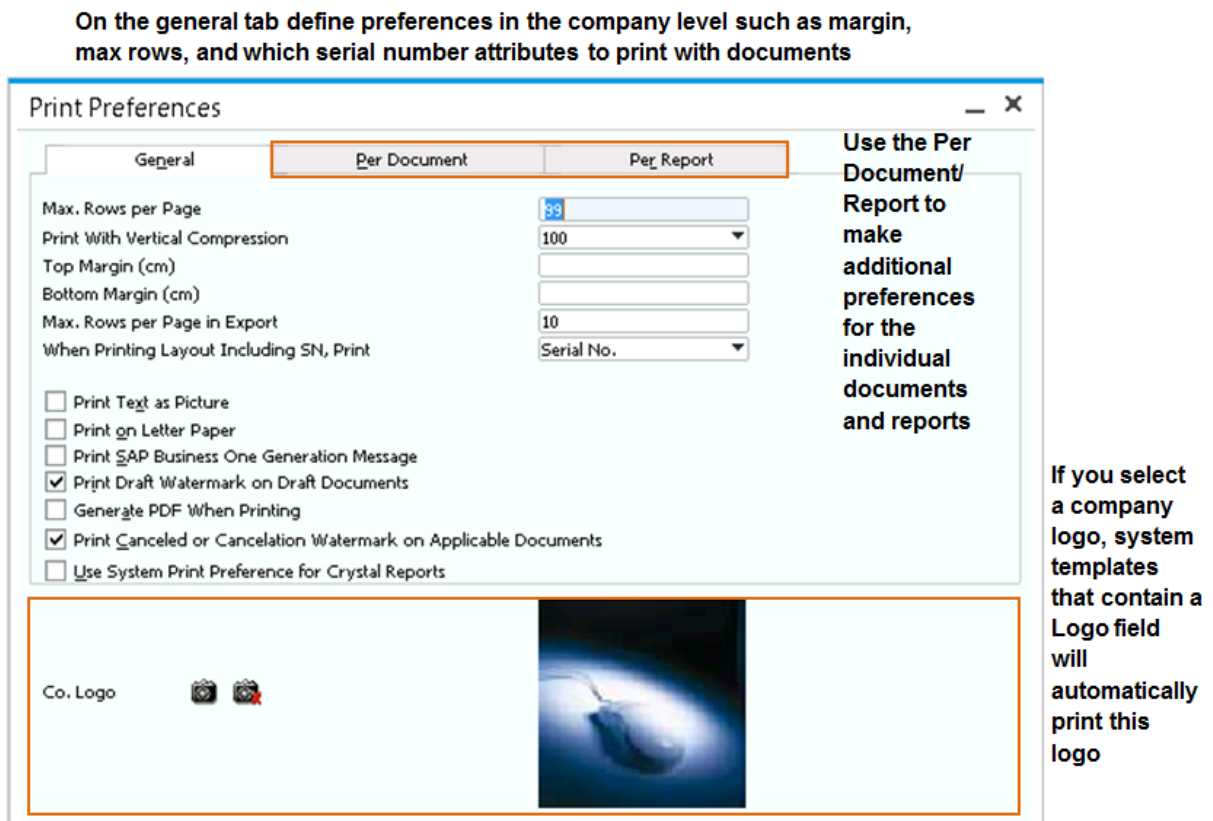 On the general tab define preferences in the company level such as margin,
max rows, and which serial number attributes to print with documents
Print Preferences
General
Per Document
Per Report
Use the Per
Document/
Report to
make
additional
preferences
for the
individual
documents
and reports
Max. Rows per Page
99
Print With Vertical Compression
100
Top Margin (cm)
Bottom Margin (cm)
Max. Rows per Page in Export
10
When Printing Layout Including SN, Print
Serial No.
Print Text as Picture
Print on Letter Paper
Print SAP Business One Generation Message
Print Draft Watermark on Draft Documents
Generate PDF When Printing
Print Canceled or Cancelation Watermark on Applicable Documents
Use System Print Preference for Crystal Reports
If you select
a company
logo, system
templates
that contain a
Logo field
will
automatically
print this
logo
Co. Logo